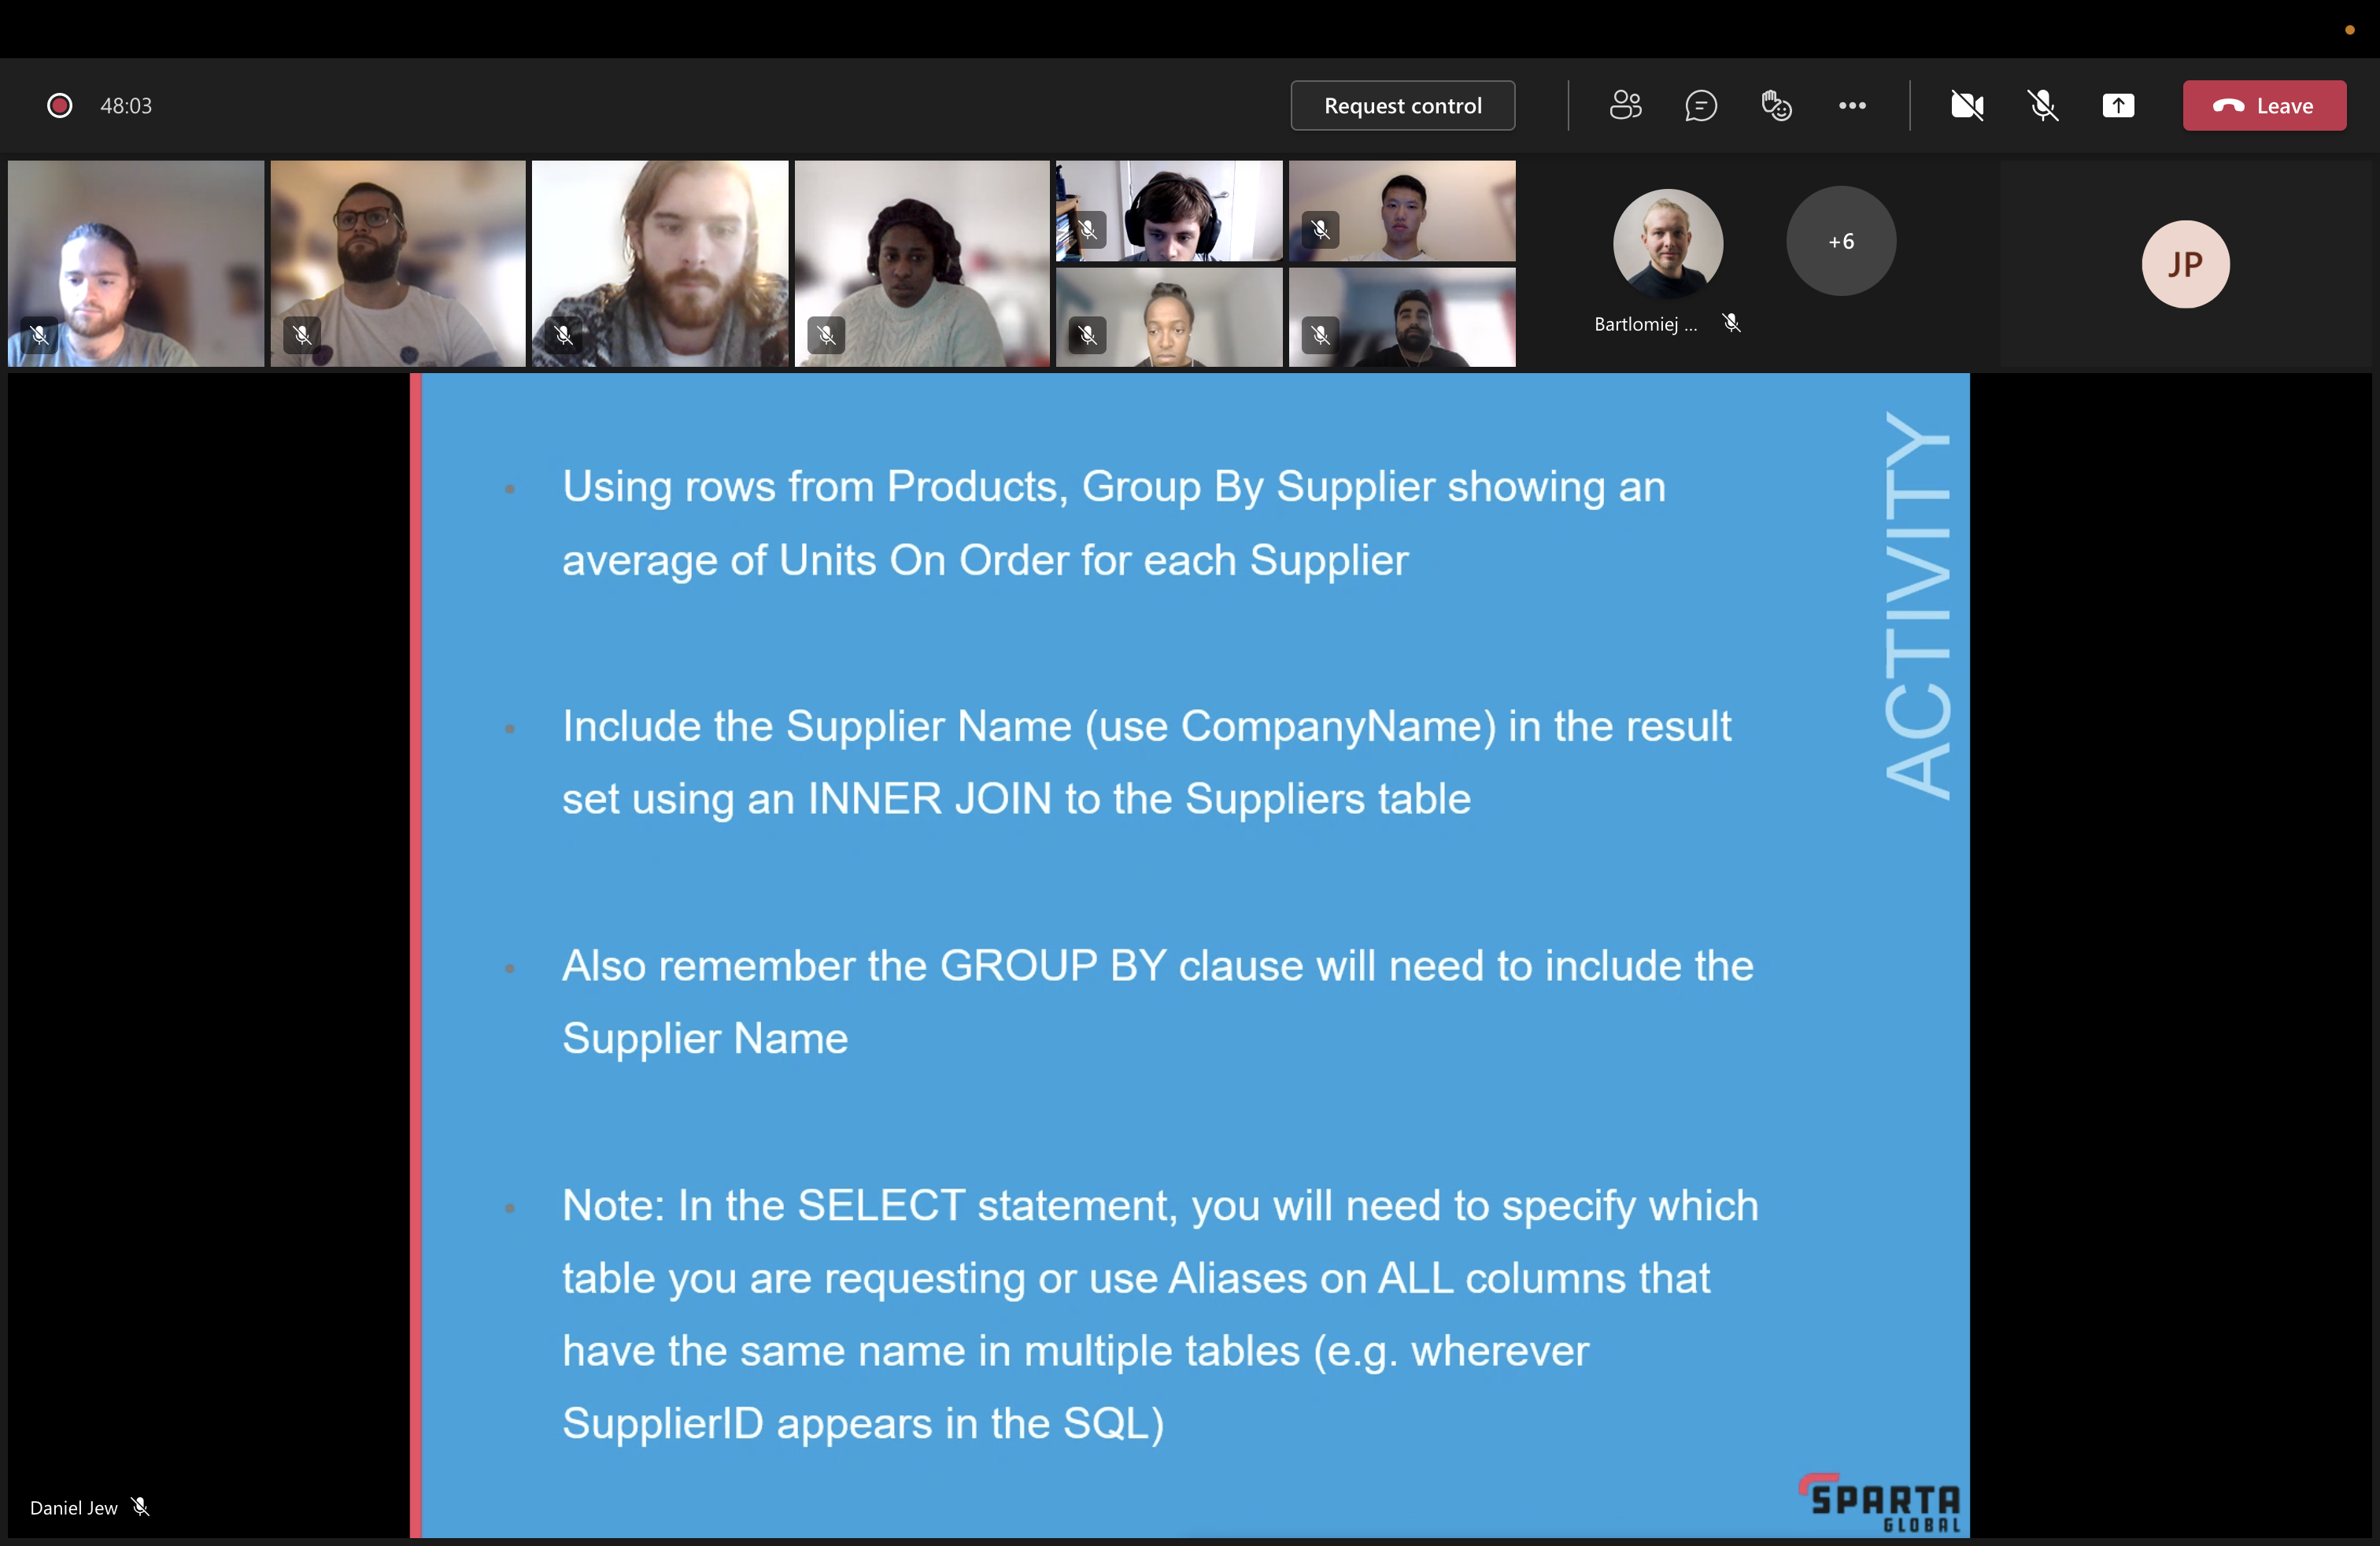 48:03
Request control
Leave
Bartlomiej ...
+6
JP
ACTIVITY
Using rows from Products, Group By Supplier showing an
average of Units On Order for each Supplier
Include the Supplier Name (use CompanyName) in the result
set using an INNER JOIN to the Suppliers table
Also remember the GROUP BY clause will need to include the
Supplier Name
Note: In the SELECT statement, you will need to specify which
table you are requesting or use Aliases on ALL columns that
have the same name in multiple tables (e.g. wherever
SupplierID appears in the SQL)
Daniel Jew
SPARTA
GLOBAL